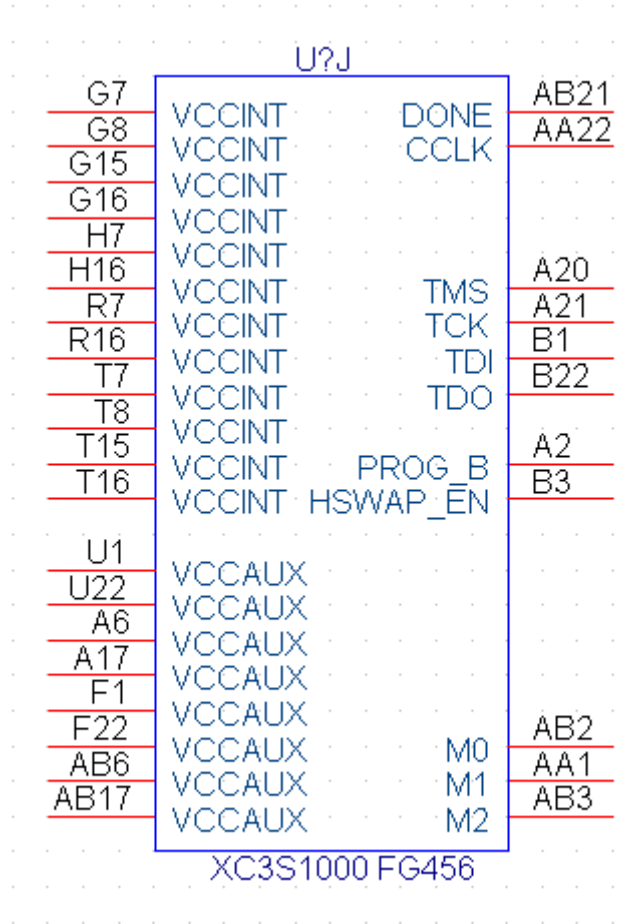 U?J
G7 VCCINT DONE AB21
G8 VCCINT CCLK AA22
G15 VCCINT
G16 VCCINT
H7 VCCINT
H16 VCCINT TMS A20
R7 VCCINT TCK A21
R16 VCCINT TDI B1
T7 VCCINT TDO B22
T8 VCCINT
T15 VCCINT PROG_B A2
T16 VCCINT HSWAP_EN B3
U1 VCCAUX
U22 VCCAUX
A6 VCCAUX
A17 VCCAUX
F1 VCCAUX
F22 VCCAUX M0 AB2
AB6 VCCAUX M1 AA1
AB17 VCCAUX M2 AB3
XC3S1000 FG456